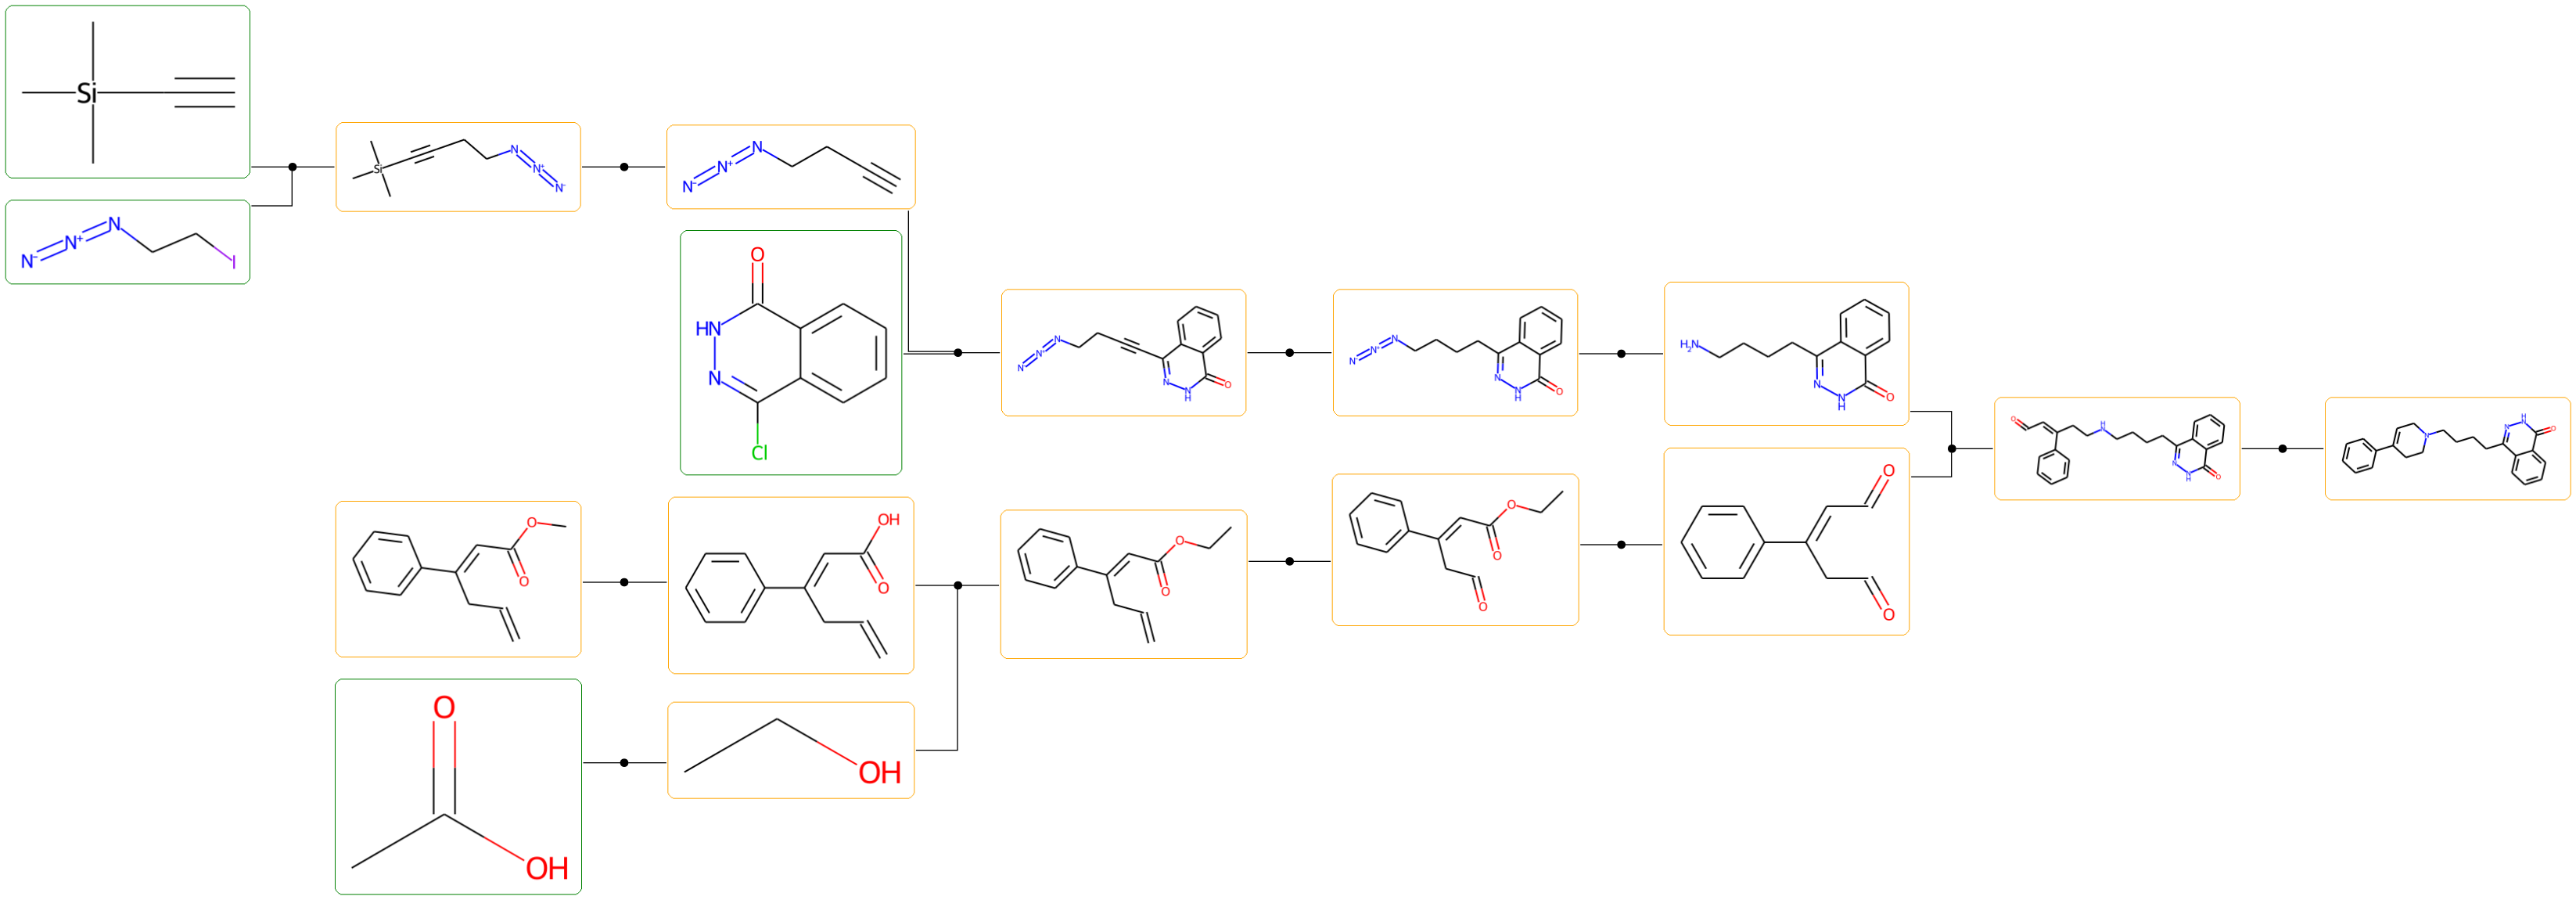 Si
N⁻ N⁺ N I
Si N N⁺ N⁻
N⁻ N⁺ N
O
HN
N
Cl
N⁻ N⁺ N N N H O
N⁻ N⁺ N N N H O
H₂N N N H O
O H N N N H O
N N N H O
O O
OH O
O O
O O O
O O
O OH
OH